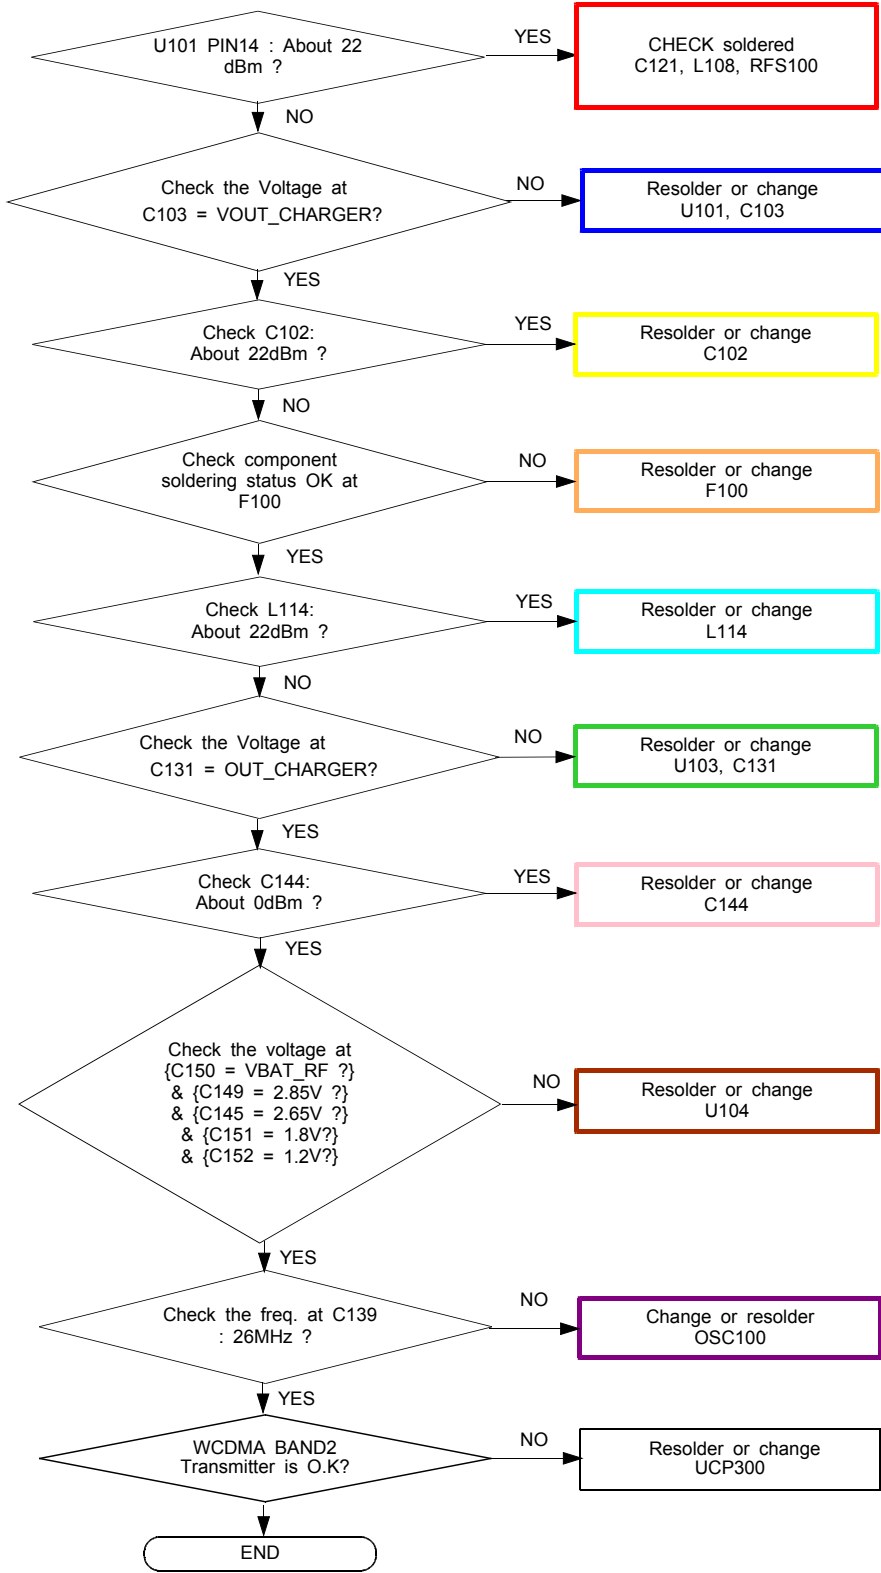 U101 PIN14 : About 22
dBm ?
YES
CHECK soldered
C121, L108, RFS100
NO
Check the Voltage at
C103 = VOUT_CHARGER?
NO
Resolder or change
U101, C103
YES
Check C102:
About 22dBm ?
YES
Resolder or change
C102
NO
Check component
soldering status OK at
F100
NO
Resolder or change
F100
YES
Check L114:
About 22dBm ?
YES
Resolder or change
L114
NO
Check the Voltage at
C131 = OUT_CHARGER?
NO
Resolder or change
U103, C131
YES
Check C144:
About 0dBm ?
YES
Resolder or change
C144
YES
Check the voltage at
{C150 = VBAT_RF ?}
& {C149 = 2.85V ?}
& {C145 = 2.65V ?}
& {C151 = 1.8V?}
& {C152 = 1.2V?}
NO
Resolder or change
U104
YES
Check the freq. at C139
: 26MHz ?
NO
Change or resolder
OSC100
YES
WCDMA BAND2
Transmitter is O.K?
NO
Resolder or change
UCP300
END